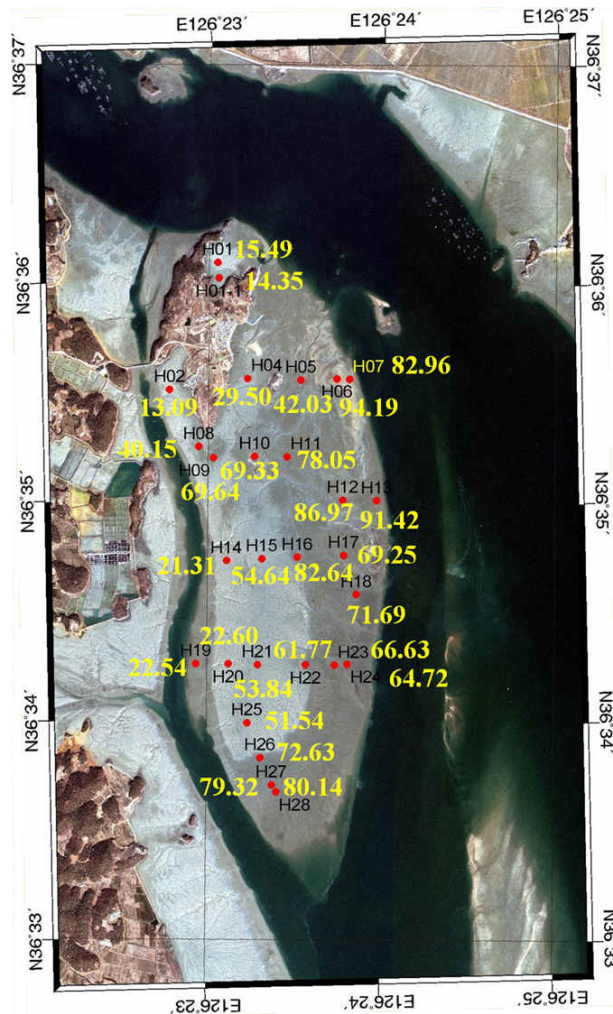 E126°23′ E126°24′ E126°25′
N36°37′ N36°37′
H01 15.49
H01-1 14.35
N36°36′ N36°36′
H04 H05 H07 82.96
H02 29.50 42.03 H06 94.19
13.09
H08 H10 H11
40.15 H09 69.33 78.05
69.64
H12 H13 N36°35′ N36°35′
86.97 91.42
H14 H15 H16 H17 69.25
21.31 54.64 82.64
H18
71.69
22.60 61.77 66.63
H19 H21 H23
22.54 H20 H22 H24 64.72
53.84
H25 51.54
N36°34′ N36°34′
H26 72.63
H27
79.32 80.14
H28
N36°33′ N36°33
E126°23′ E126°24′ E126°25′